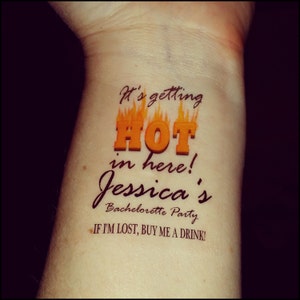 It's getting
HOT
in here!
Jessica's
Bachelorette Party
IF I'M LOST, BUY ME A DRINK!